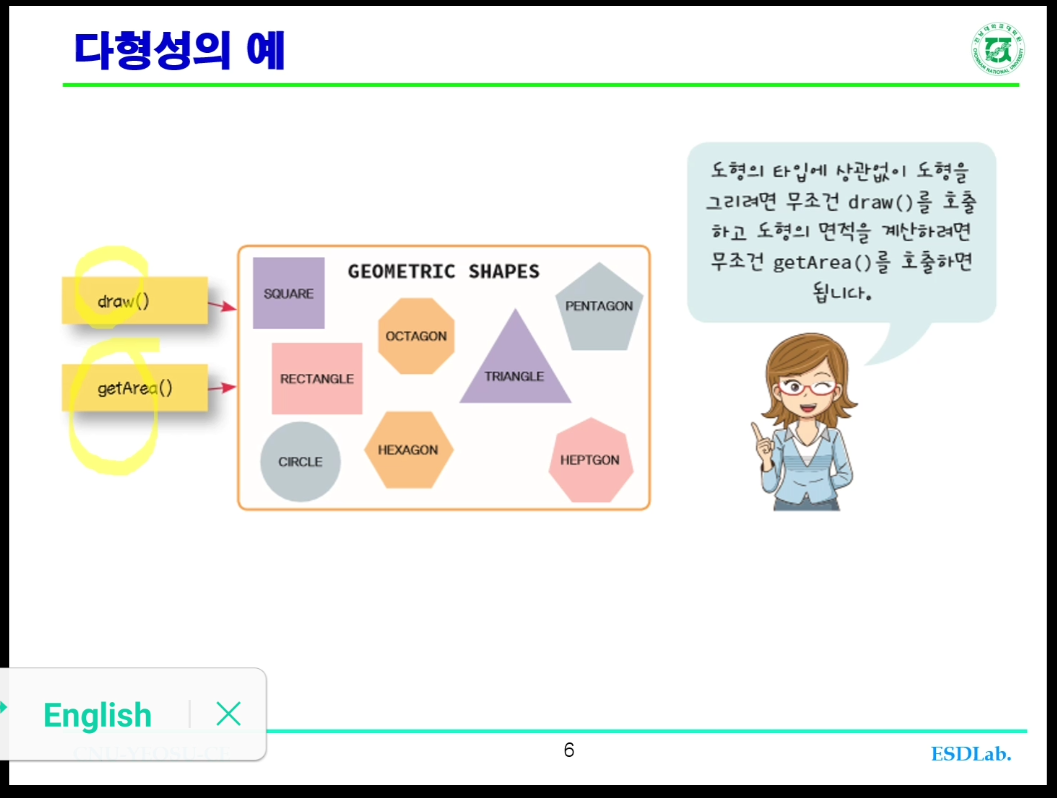 다형성의 예
도형의 타입에 상관없이 도형을
그리려면 무조건 draw()를 호출
하고 도형의 면적을 계산하려면
무조건 getArea()를 호출하면
됩니다.
draw()
getArea()
GEOMETRIC SHAPES
SQUARE
OCTAGON
PENTAGON
RECTANGLE
TRIANGLE
CIRCLE
HEXAGON
HEPTGON
English
6
ESDLab.